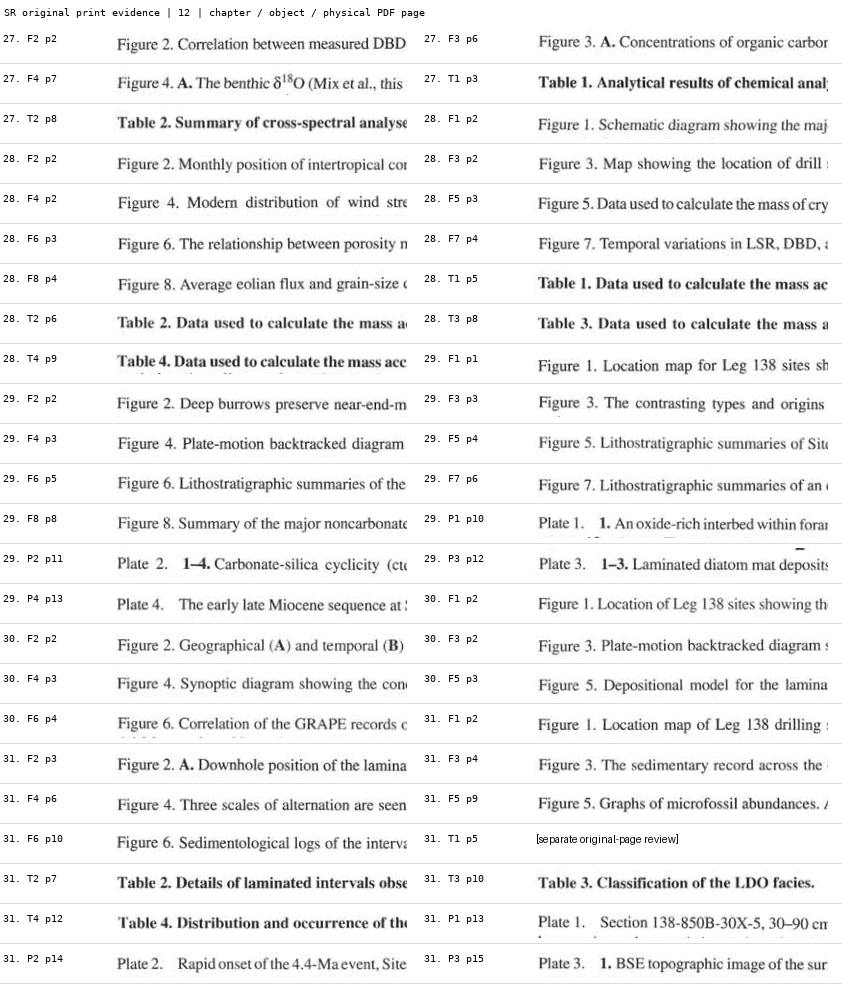 SR original print evidence | 12 | chapter / object / physical PDF page
27. F2 p2 Figure 2. Correlation between measured DBD
27. F3 p6 Figure 3. A. Concentrations of organic carbon
27. F4 p7 Figure 4. A. The benthic δ18O (Mix et al., this
27. T1 p3 Table 1. Analytical results of chemical anal
27. T2 p8 Table 2. Summary of cross-spectral analyse
28. F1 p2 Figure 1. Schematic diagram showing the maj
28. F2 p2 Figure 2. Monthly position of intertropical con
28. F3 p2 Figure 3. Map showing the location of drill
28. F4 p2 Figure 4. Modern distribution of wind stre
28. F5 p3 Figure 5. Data used to calculate the mass of cry
28. F6 p3 Figure 6. The relationship between porosity
28. F7 p4 Figure 7. Temporal variations in LSR, DBD,
28. F8 p4 Figure 8. Average eolian flux and grain-size
28. T1 p5 Table 1. Data used to calculate the mass ac
28. T2 p6 Table 2. Data used to calculate the mass a
28. T3 p8 Table 3. Data used to calculate the mass a
28. T4 p9 Table 4. Data used to calculate the mass acc
29. F1 p1 Figure 1. Location map for Leg 138 sites sh
29. F2 p2 Figure 2. Deep burrows preserve near-end-m
29. F3 p3 Figure 3. The contrasting types and origins
29. F4 p3 Figure 4. Plate-motion backtracked diagram
29. F5 p4 Figure 5. Lithostratigraphic summaries of Site
29. F6 p5 Figure 6. Lithostratigraphic summaries of the
29. F7 p6 Figure 7. Lithostratigraphic summaries of an
29. F8 p8 Figure 8. Summary of the major noncarbonate
29. P1 p10 Plate 1. 1. An oxide-rich interbed within foram
29. P2 p11 Plate 2. 1–4. Carbonate-silica cyclicity (cte
29. P3 p12 Plate 3. 1–3. Laminated diatom mat deposits
29. P4 p13 Plate 4. The early late Miocene sequence at
30. F1 p2 Figure 1. Location of Leg 138 sites showing th
30. F2 p2 Figure 2. Geographical (A) and temporal (B)
30. F3 p2 Figure 3. Plate-motion backtracked diagram
30. F4 p3 Figure 4. Synoptic diagram showing the con
30. F5 p3 Figure 5. Depositional model for the lamina
30. F6 p4 Figure 6. Correlation of the GRAPE records
31. F1 p2 Figure 1. Location map of Leg 138 drilling
31. F2 p3 Figure 2. A. Downhole position of the lamina
31. F3 p4 Figure 3. The sedimentary record across the
31. F4 p6 Figure 4. Three scales of alternation are seen
31. F5 p9 Figure 5. Graphs of microfossil abundances.
31. F6 p10 Figure 6. Sedimentological logs of the interva
31. T1 p5 [separate original-page review]
31. T2 p7 Table 2. Details of laminated intervals obse
31. T3 p10 Table 3. Classification of the LDO facies.
31. T4 p12 Table 4. Distribution and occurrence of the
31. P1 p13 Plate 1. Section 138-850B-30X-5, 30–90 cm
31. P2 p14 Plate 2. Rapid onset of the 4.4-Ma event, Site
31. P3 p15 Plate 3. 1. BSE topographic image of the sur